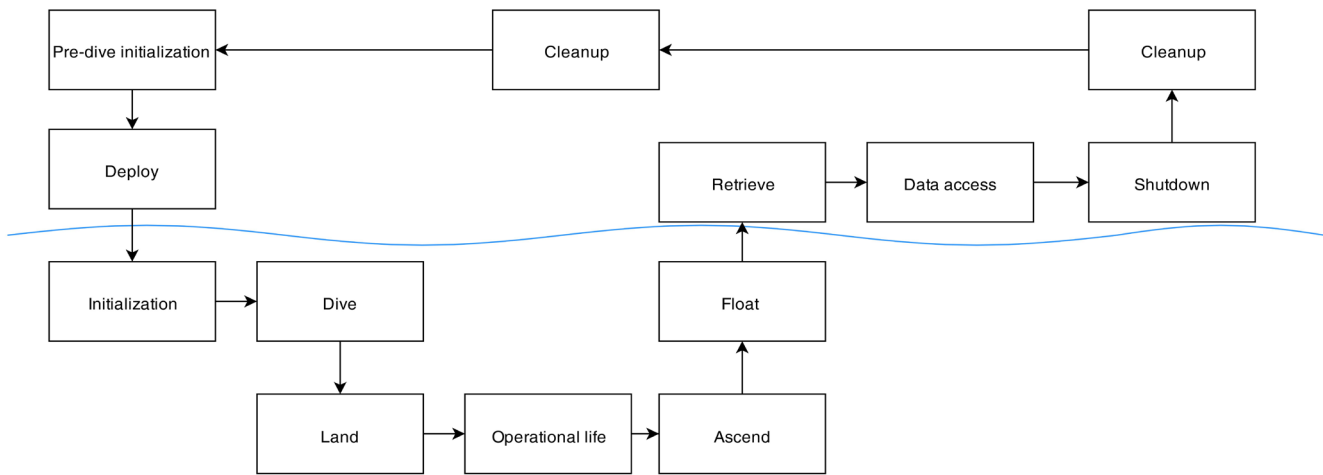 Pre-dive initialization
Cleanup
Cleanup
Deploy
Retrieve
Data access
Shutdown
Initialization
Dive
Float
Land
Operational life
Ascend